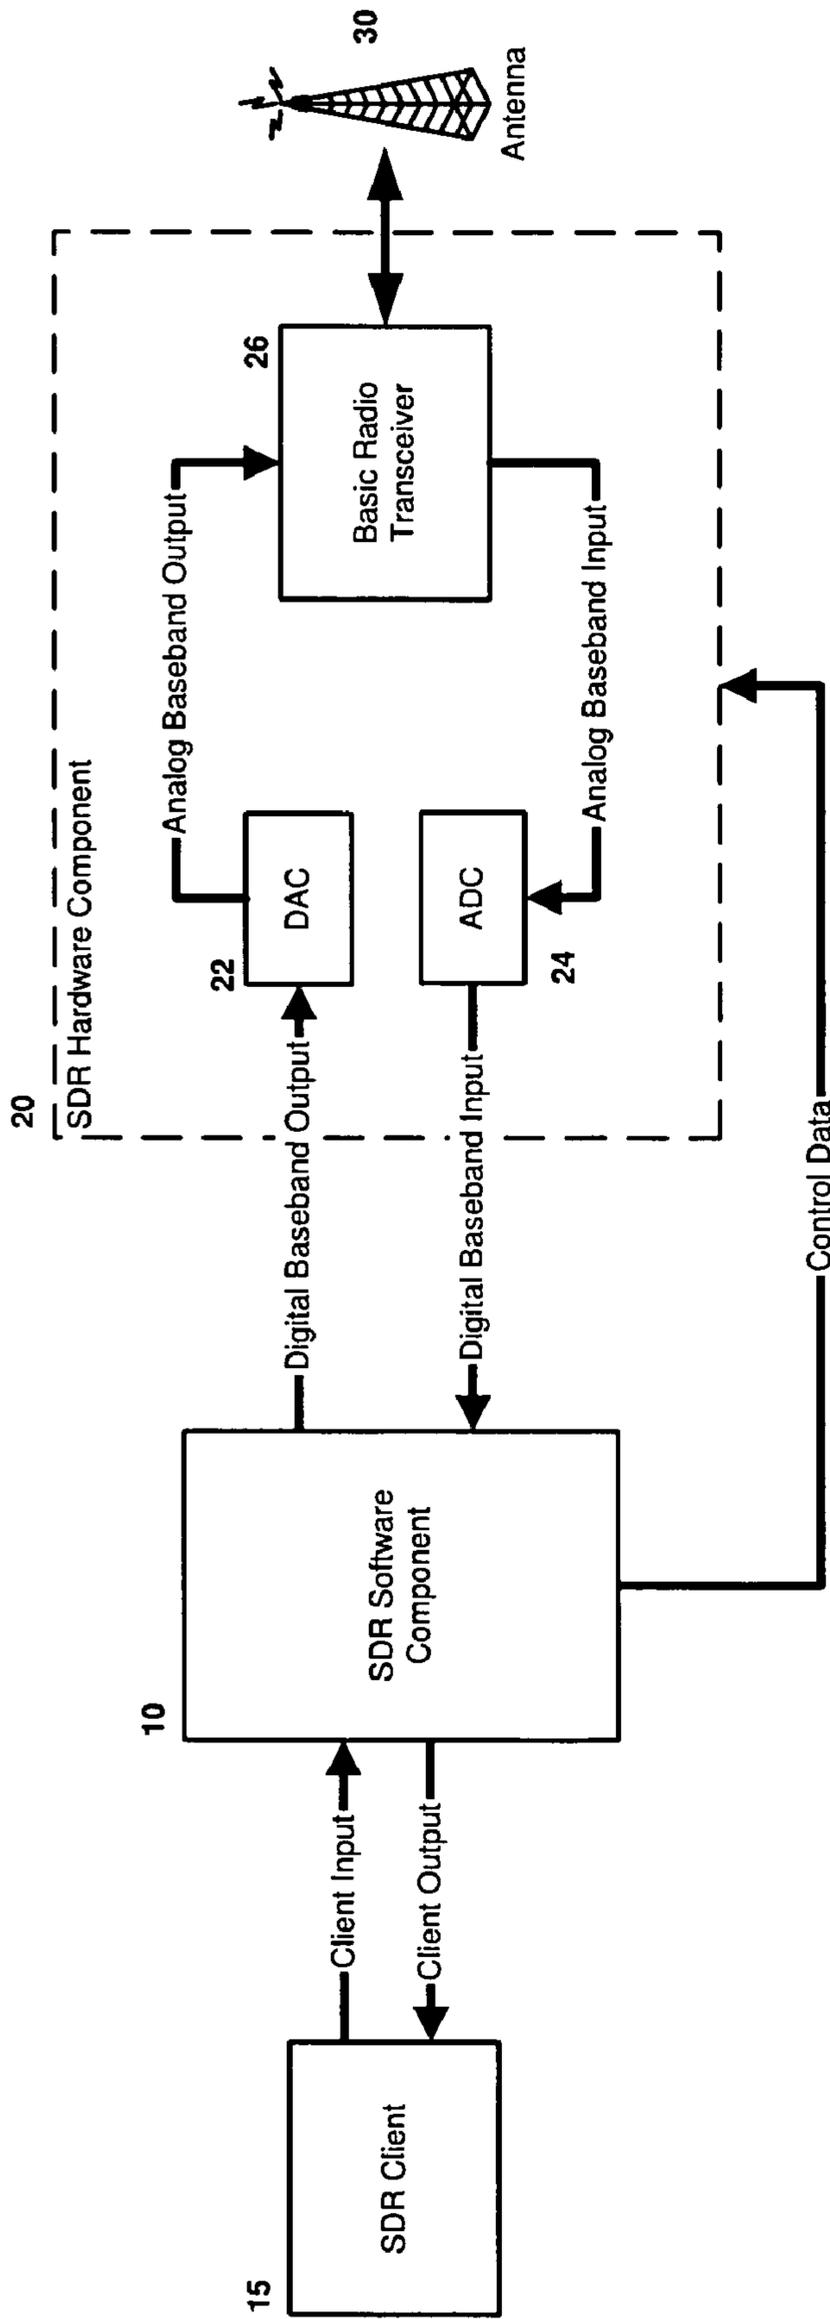 20
SDR Hardware Component
15
SDR Client
Client Input
Client Output
10
SDR Software
Component
Digital Baseband Output
Digital Baseband Input
22
DAC
ADC
24
Analog Baseband Output
Analog Baseband Input
26
Basic Radio
Transceiver
30
Antenna
Control Data